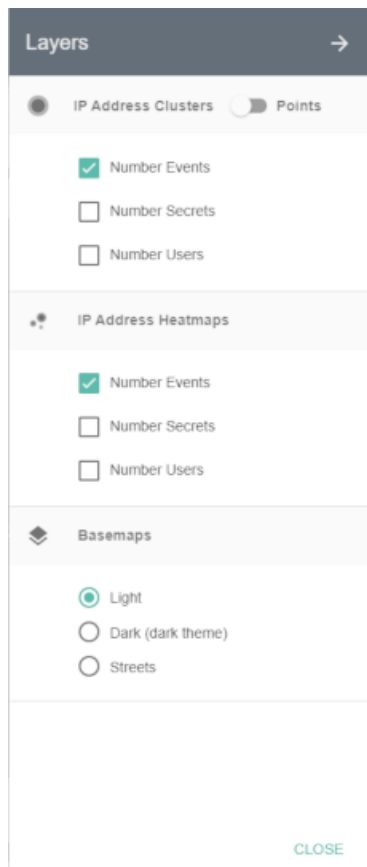 Layers
IP Address Clusters Points
Number Events
Number Secrets
Number Users
IP Address Heatmaps
Number Events
Number Secrets
Number Users
Basemaps
Light
Dark (dark theme)
Streets
CLOSE